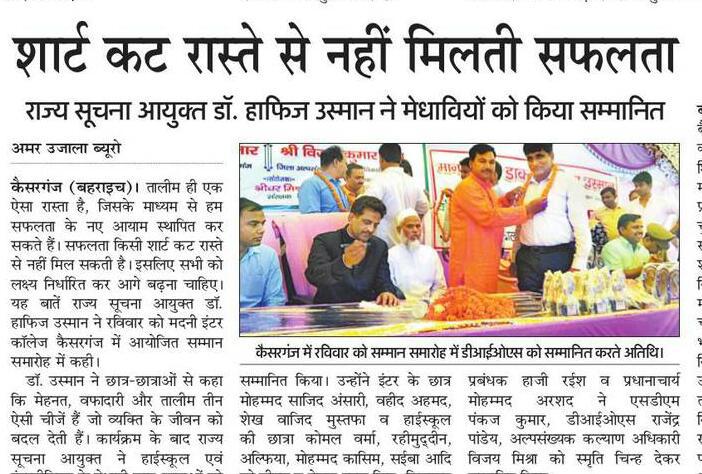 शार्ट कट रास्ते से नहीं मिलती सफलता
राज्य सूचना आयुक्त डॉ. हाफिज उस्मान ने मेधावियों को किया सम्मानित
अमर उजाला ब्यूरो
कैसरगंज (बहराइच)। तालीम ही एक
ऐसा रास्ता है, जिसके माध्यम से हम
सफलता के नए आयाम स्थापित कर
सकते हैं। सफलता किसी शार्ट कट रास्ते
से नहीं मिल सकती है। इसलिए सभी को
लक्ष्य निर्धारित कर आगे बढ़ना चाहिए।
यह बातें राज्य सूचना आयुक्त डॉ.
हाफिज उस्मान ने रविवार को मदनी इंटर
कॉलेज कैसरगंज में आयोजित सम्मान
समारोह में कही।
डॉ. उस्मान ने छात्र-छात्राओं से कहा
कि मेहनत, वफादारी और तालीम तीन
ऐसी चीजें हैं जो व्यक्ति के जीवन को
बदल देती हैं। कार्यक्रम के बाद राज्य
सूचना आयुक्त ने हाईस्कूल एवं
श्री विजय कुमार
जिला अल्पसं
श्रीधर मिश्र
कैसरगंज में रविवार को सम्मान समारोह में डीआईओएस को सम्मानित करते अतिथि।
सम्मानित किया। उन्होंने इंटर के छात्र
मोहम्मद साजिद अंसारी, वहीद अहमद,
शेख वाजिद मुस्तफा व हाईस्कूल
की छात्रा कोमल वर्मा, रहीमुद्दीन,
अल्फिया, मोहम्मद कासिम, सईबा आदि
प्रबंधक हाजी रईश व प्रधानाचार्य
मोहम्मद अरशद ने एसडीएम
पंकज कुमार, डीआईओएस राजेंद्र
पांडेय, अल्पसंख्यक कल्याण अधिकारी
विजय मिश्रा को स्मृति चिन्ह देकर